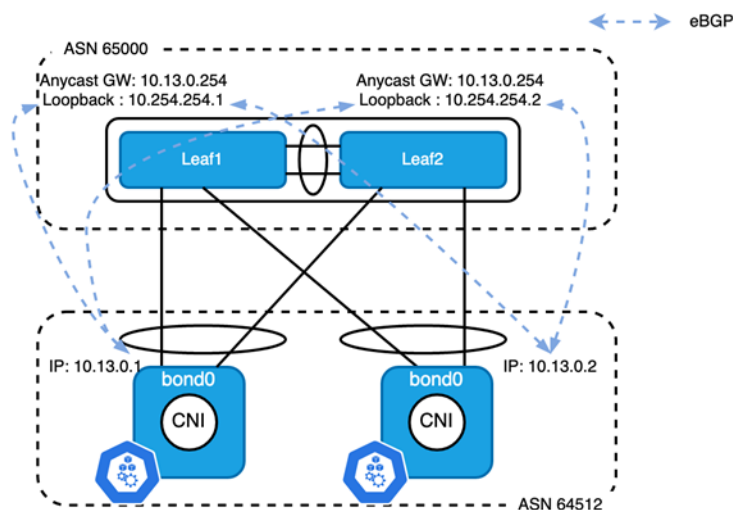 eBGP
ASN 65000
Anycast GW: 10.13.0.254
Loopback : 10.254.254.1
Anycast GW: 10.13.0.254
Loopback : 10.254.254.2
Leaf1
Leaf2
IP: 10.13.0.1
bond0
bond0
IP: 10.13.0.2
CNI
CNI
ASN 64512